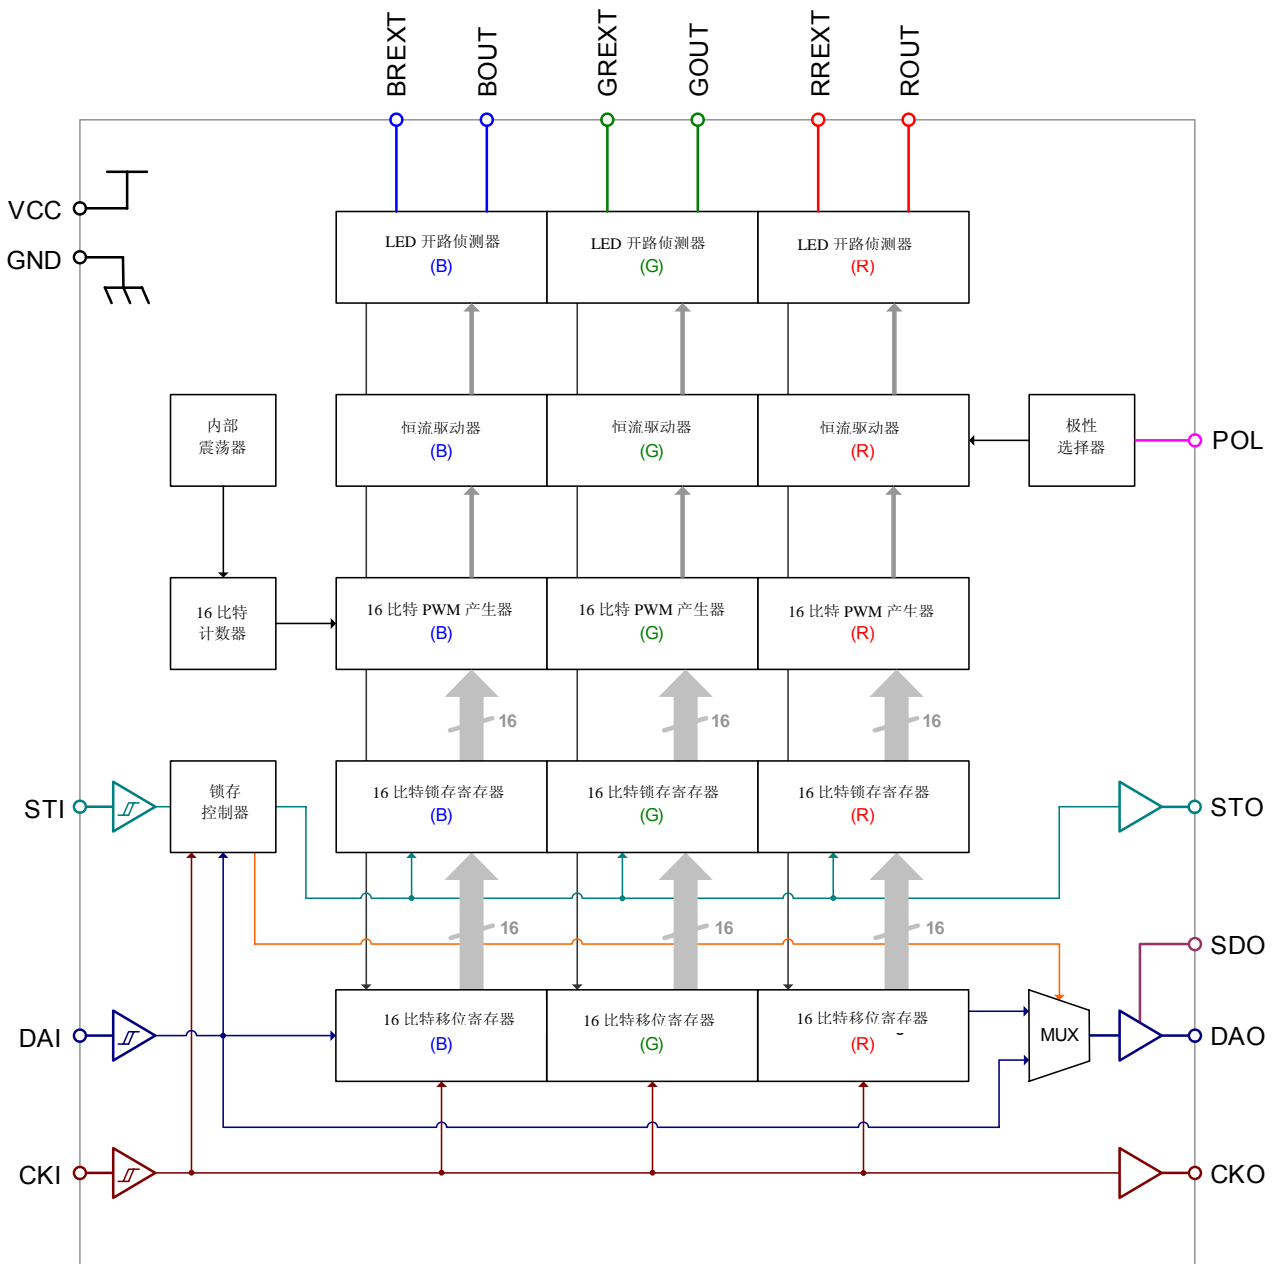 BREXT
BOUT
GREXT
GOUT
RREXT
ROUT
VCC
GND
LED 开路侦测器
(B)
LED 开路侦测器
(G)
LED 开路侦测器
(R)
内部
震荡器
恒流驱动器
(B)
恒流驱动器
(G)
恒流驱动器
(R)
极性
选择器
POL
16 比特
计数器
16 比特 PWM 产生器
(B)
16 比特 PWM 产生器
(G)
16 比特 PWM 产生器
(R)
16
16
16
STI
锁存
控制器
16 比特锁存寄存器
(B)
16 比特锁存寄存器
(G)
16 比特锁存寄存器
(R)
STO
16
16
16
SDO
DAI
16 比特移位寄存器
(B)
16 比特移位寄存器
(G)
16 比特移位寄存器
(R)
MUX
DAO
CKI
CKO